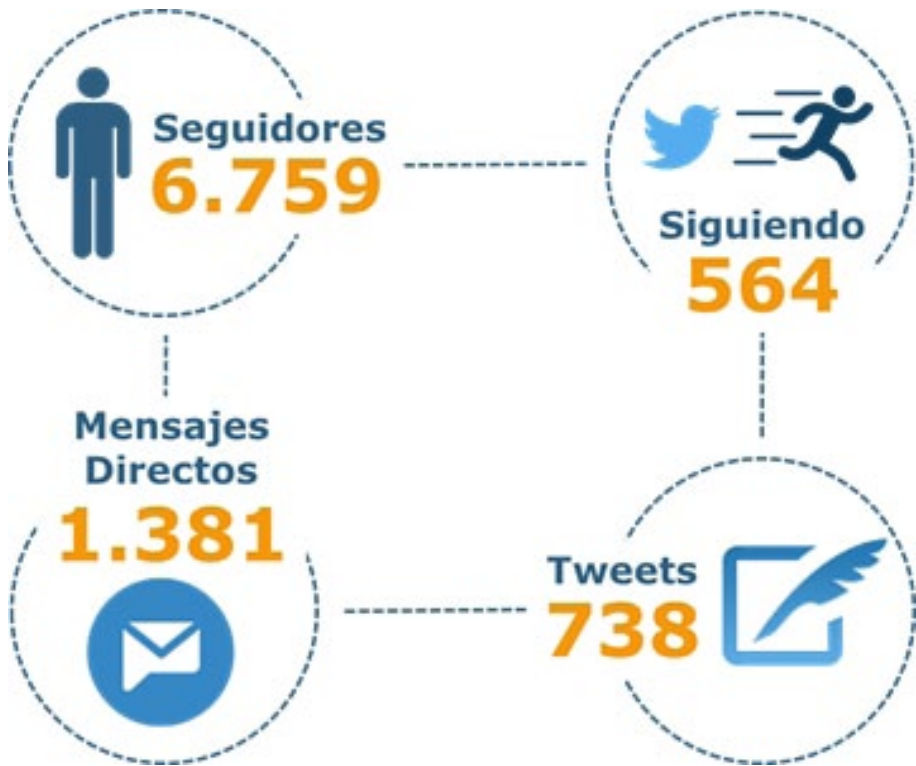 Seguidores
6.759
Siguiendo
564
Mensajes
Directos
1.381
Tweets
738